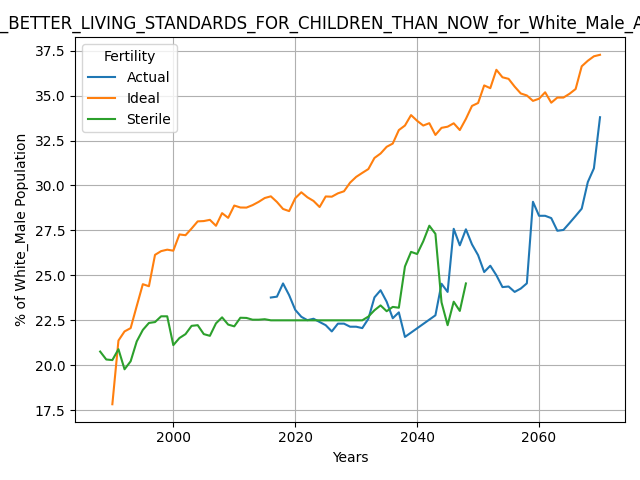 _BETTER_LIVING_STANDARDS_FOR_CHILDREN_THAN_NOW_for_White_Male_A
Fertility
Actual
Ideal
Sterile
% of White_Male Population
37.5
35.0
32.5
30.0
27.5
25.0
22.5
20.0
17.5
2000 2020 2040 2060
Years